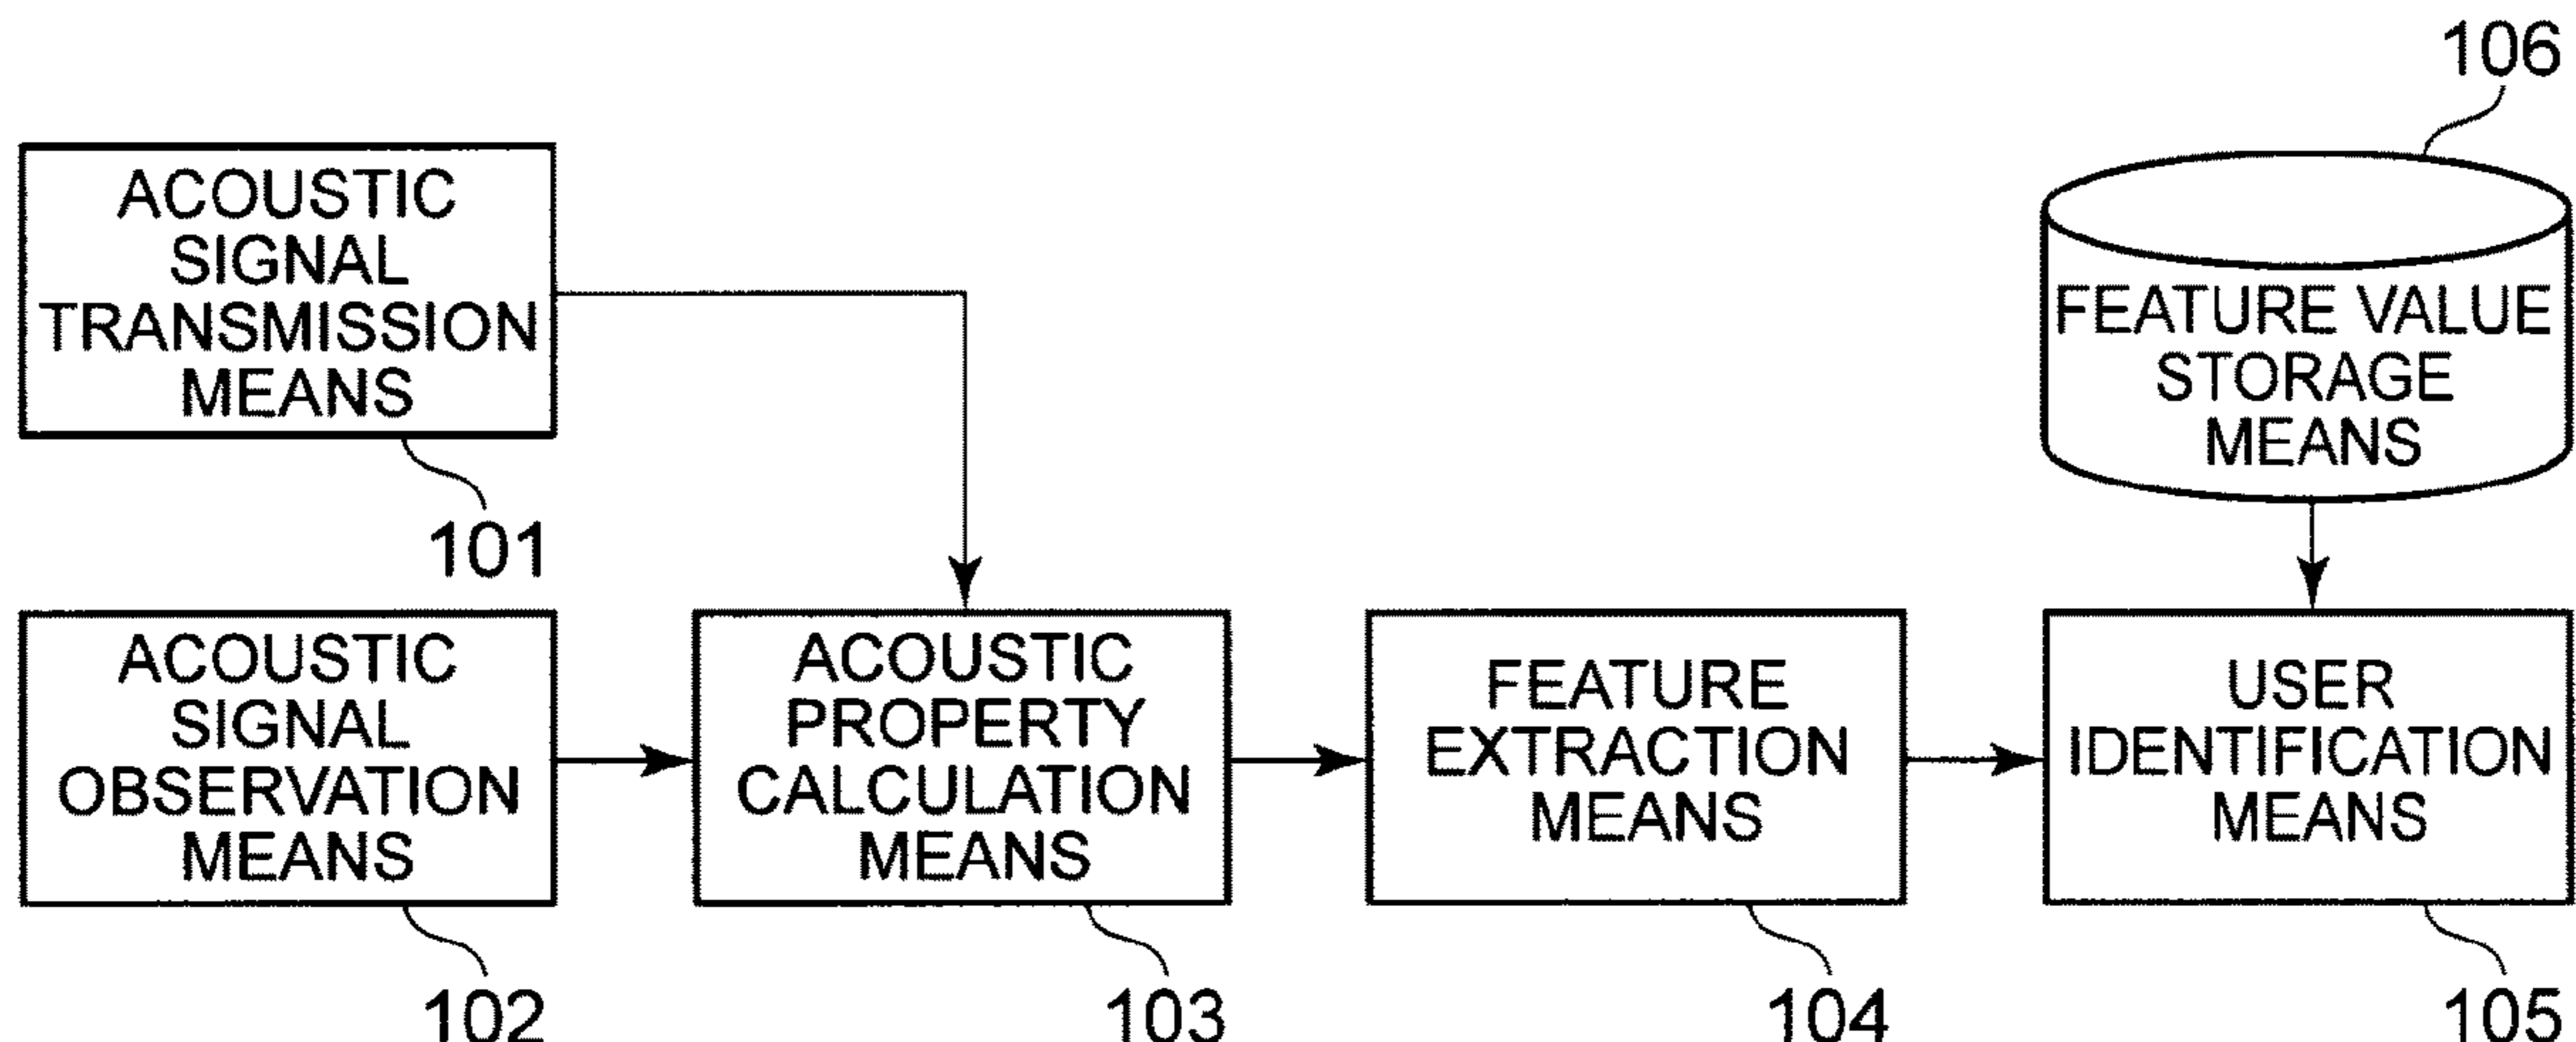 106
ACOUSTIC
SIGNAL
TRANSMISSION
MEANS
101
FEATURE VALUE
STORAGE
MEANS
ACOUSTIC
SIGNAL
OBSERVATION
MEANS
102
ACOUSTIC
PROPERTY
CALCULATION
MEANS
103
FEATURE
EXTRACTION
MEANS
104
USER
IDENTIFICATION
MEANS
105